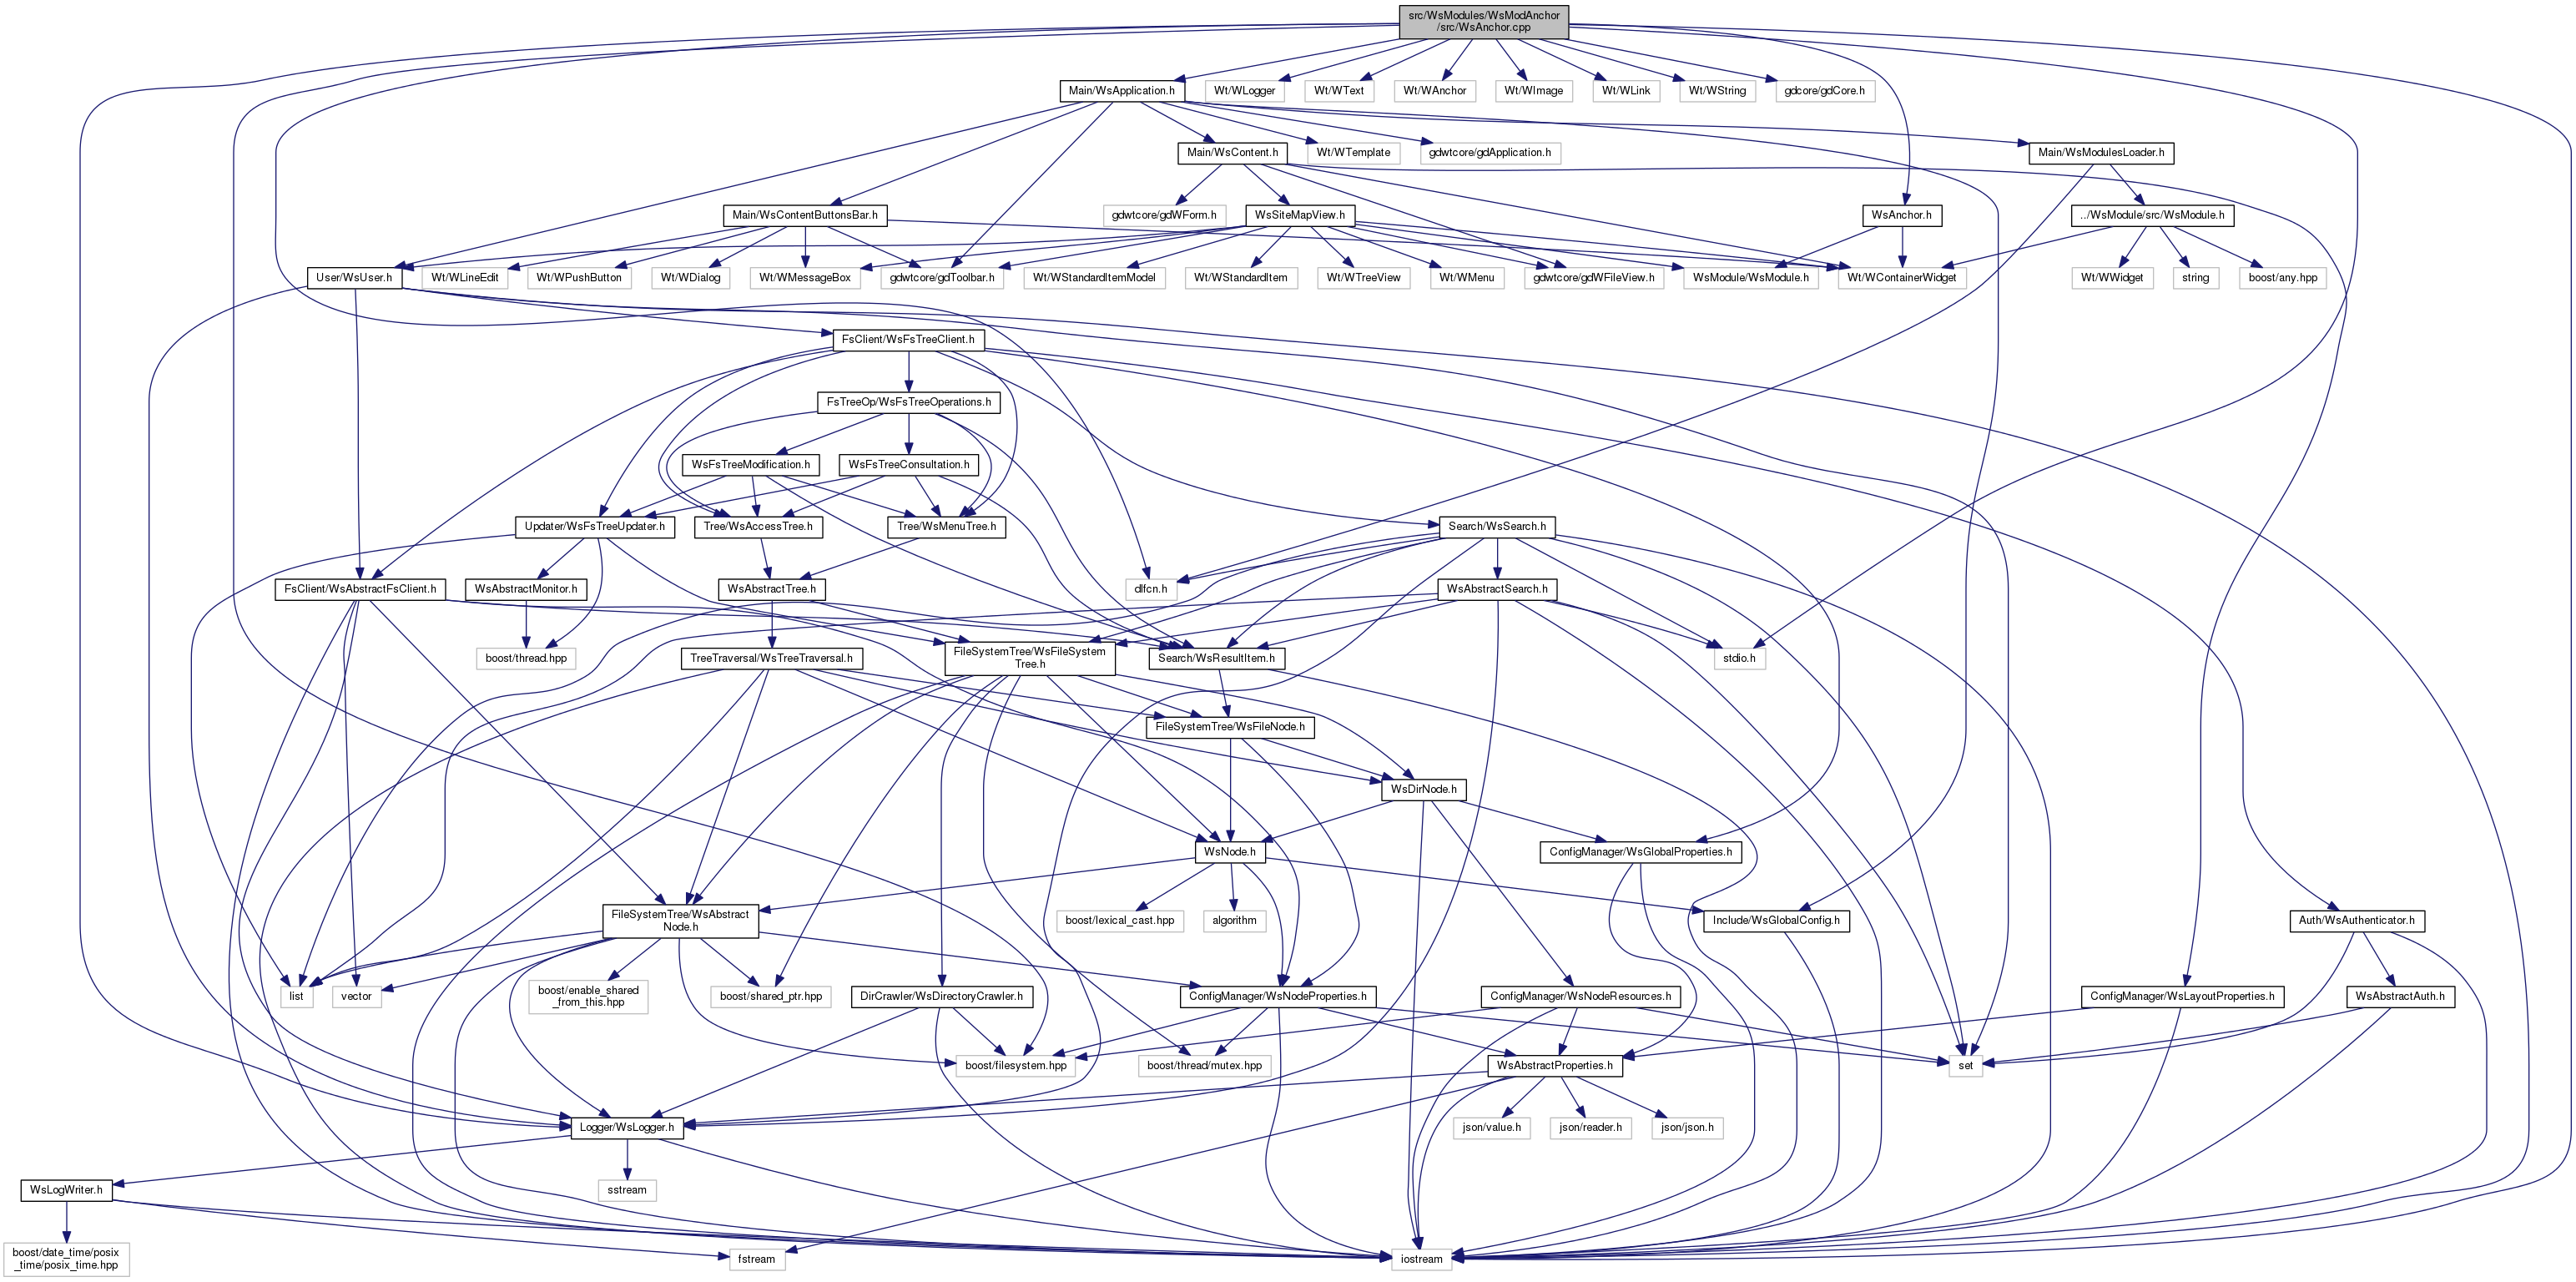 src/WsModules/WsModAnchor
/src/WsAnchor.cpp
Main/WsApplication.h
Wt/WLogger
Wt/WText
Wt/WAnchor
Wt/WImage
Wt/WLink
Wt/WString
gdcore/gdCore.h
Main/WsContent.h
Wt/WTemplate
gdwtcore/gdApplication.h
Main/WsModulesLoader.h
Main/WsContentButtonsBar.h
gdwtcore/gdWForm.h
WsSiteMapView.h
WsAnchor.h
../WsModule/src/WsModule.h
User/WsUser.h
Wt/WLineEdit
Wt/WPushButton
Wt/WDialog
Wt/WMessageBox
gdwtcore/gdToolbar.h
Wt/WStandardItemModel
Wt/WStandardItem
Wt/WTreeView
Wt/WMenu
gdwtcore/gdWFileView.h
WsModule/WsModule.h
Wt/WContainerWidget
Wt/WWidget
string
boost/any.hpp
FsClient/WsFsTreeClient.h
FsTreeOp/WsFsTreeOperations.h
WsFsTreeModification.h
WsFsTreeConsultation.h
Updater/WsFsTreeUpdater.h
Tree/WsAccessTree.h
Tree/WsMenuTree.h
Search/WsSearch.h
FsClient/WsAbstractFsClient.h
WsAbstractMonitor.h
WsAbstractTree.h
dlfcn.h
WsAbstractSearch.h
boost/thread.hpp
TreeTraversal/WsTreeTraversal.h
FileSystemTree/WsFileSystem
Tree.h
Search/WsResultItem.h
stdio.h
FileSystemTree/WsFileNode.h
WsDirNode.h
WsNode.h
ConfigManager/WsGlobalProperties.h
FileSystemTree/WsAbstract
Node.h
boost/lexical_cast.hpp
algorithm
Include/WsGlobalConfig.h
Auth/WsAuthenticator.h
list
vector
boost/enable_shared
_from_this.hpp
boost/shared_ptr.hpp
DirCrawler/WsDirectoryCrawler.h
ConfigManager/WsNodeProperties.h
ConfigManager/WsNodeResources.h
ConfigManager/WsLayoutProperties.h
WsAbstractAuth.h
boost/filesystem.hpp
boost/thread/mutex.hpp
WsAbstractProperties.h
set
Logger/WsLogger.h
json/value.h
json/reader.h
json/json.h
WsLogWriter.h
sstream
boost/date_time/posix
_time/posix_time.hpp
fstream
iostream